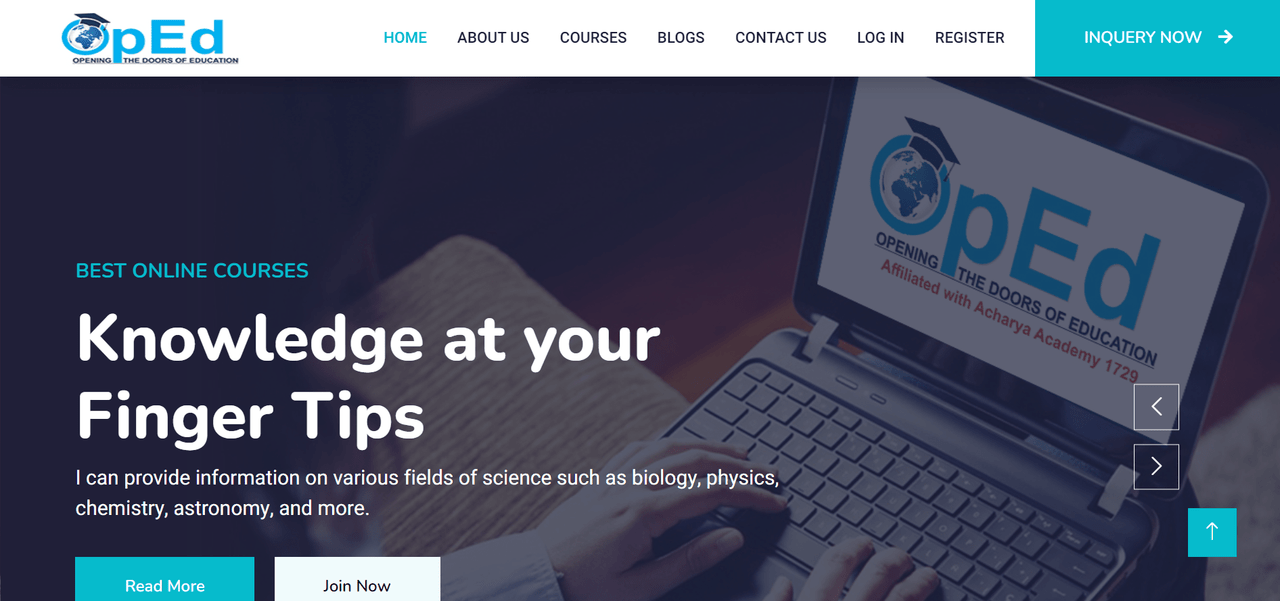 OpEd
OPENING THE DOORS OF EDUCATION
HOME
ABOUT US
COURSES
BLOGS
CONTACT US
LOG IN
REGISTER
INQUERY NOW
OpEd
OPENING THE DOORS OF EDUCATION
Affiliated with Acharya Academy 1729
BEST ONLINE COURSES
Knowledge at your
Finger Tips
I can provide information on various fields of science such as biology, physics,
chemistry, astronomy, and more.
Read More
Join Now